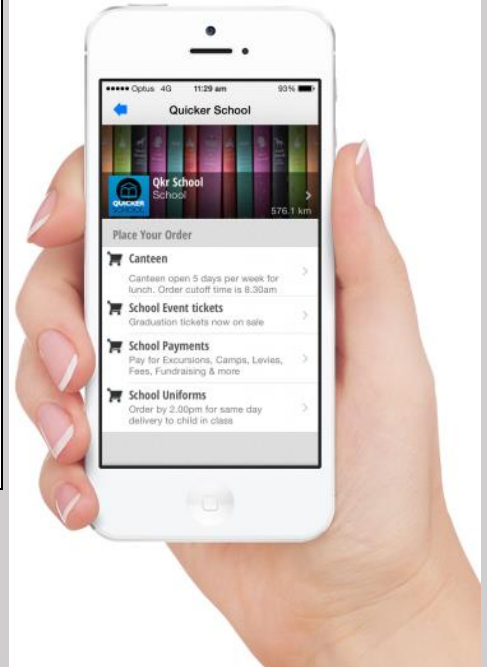 Optus 4G 11:29 am 93%
Quicker School
Qkr School
School
QUICKER
SCHOOL
576.1 km
Place Your Order
Canteen
Canteen open 5 days per week for
lunch. Order cutoff time is 8.30am
School Event tickets
Graduation tickets now on sale
School Payments
Pay for Excursions, Camps, Levies,
Fees, Fundraising & more
School Uniforms
Order by 2.00pm for same day
delivery to child in class